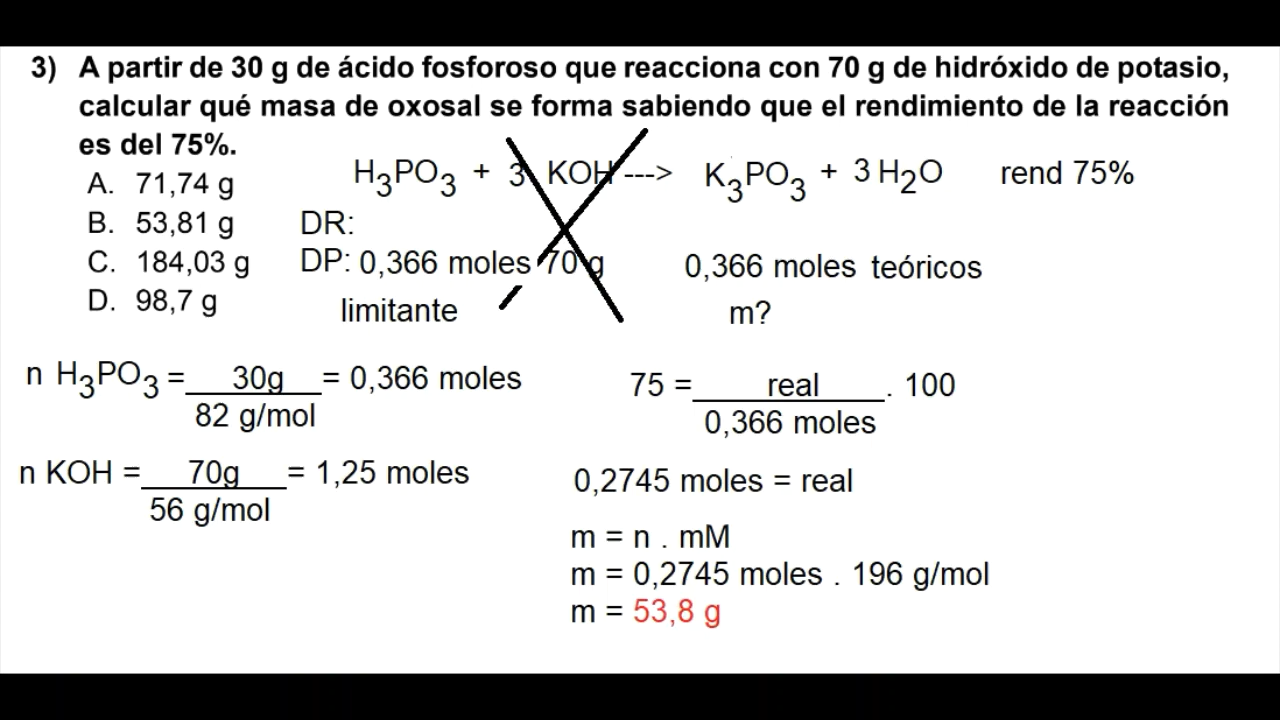 3) A partir de 30 g de ácido fosforoso que reacciona con 70 g de hidróxido de potasio,
calcular qué masa de oxosal se forma sabiendo que el rendimiento de la reacción
es del 75%.
H3PO3 + 3 KOH ---> K3PO3 + 3 H2O rend 75%
A. 71,74 g
B. 53,81 g
C. 184,03 g
D. 98,7 g
DR:
DP: 0,366 moles 70 g 0,366 moles teóricos
limitante m?
n H3PO3 = 30g = 0,366 moles
82 g/mol
75 = real . 100
0,366 moles
n KOH = 70g = 1,25 moles
56 g/mol
0,2745 moles = real
m = n . mM
m = 0,2745 moles . 196 g/mol
m = 53,8 g